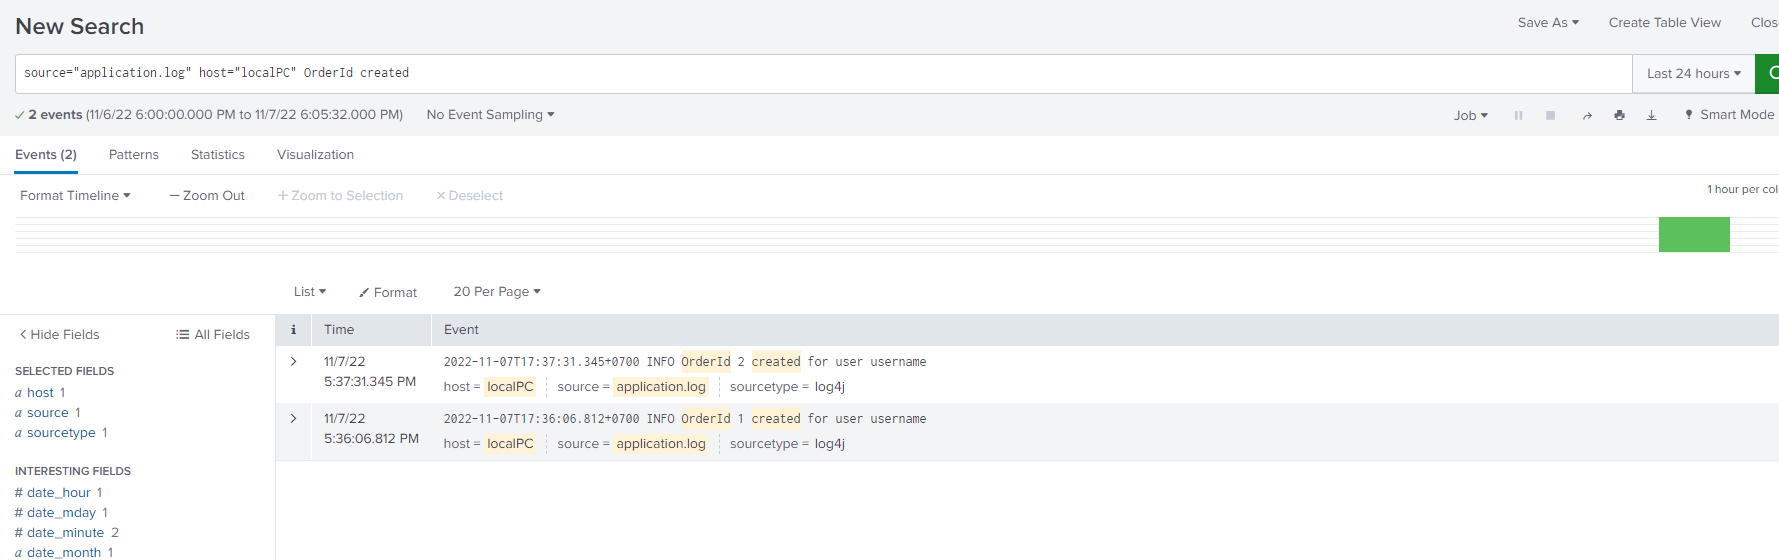 New Search
Save As Create Table View Clos
source="application.log" host="localPC" OrderId created
Last 24 hours
2 events (11/6/22 6:00:00.000 PM to 11/7/22 6:05:32.000 PM) No Event Sampling
Job Smart Mode
Events (2) Patterns Statistics Visualization
Format Timeline – Zoom Out + Zoom to Selection × Deselect
1 hour per col
List Format 20 Per Page
< Hide Fields All Fields
i Time Event
SELECTED FIELDS
a host 1
a source 1
a sourcetype 1
INTERESTING FIELDS
# date_hour 1
# date_mday 1
# date_minute 2
a date_month 1
> 11/7/22 2022-11-07T17:37:31.345+0700 INFO OrderId 2 created for user username
5:37:31.345 PM host = localPC source = application.log sourcetype = log4j
> 11/7/22 2022-11-07T17:36:06.812+0700 INFO OrderId 1 created for user username
5:36:06.812 PM host = localPC source = application.log sourcetype = log4j